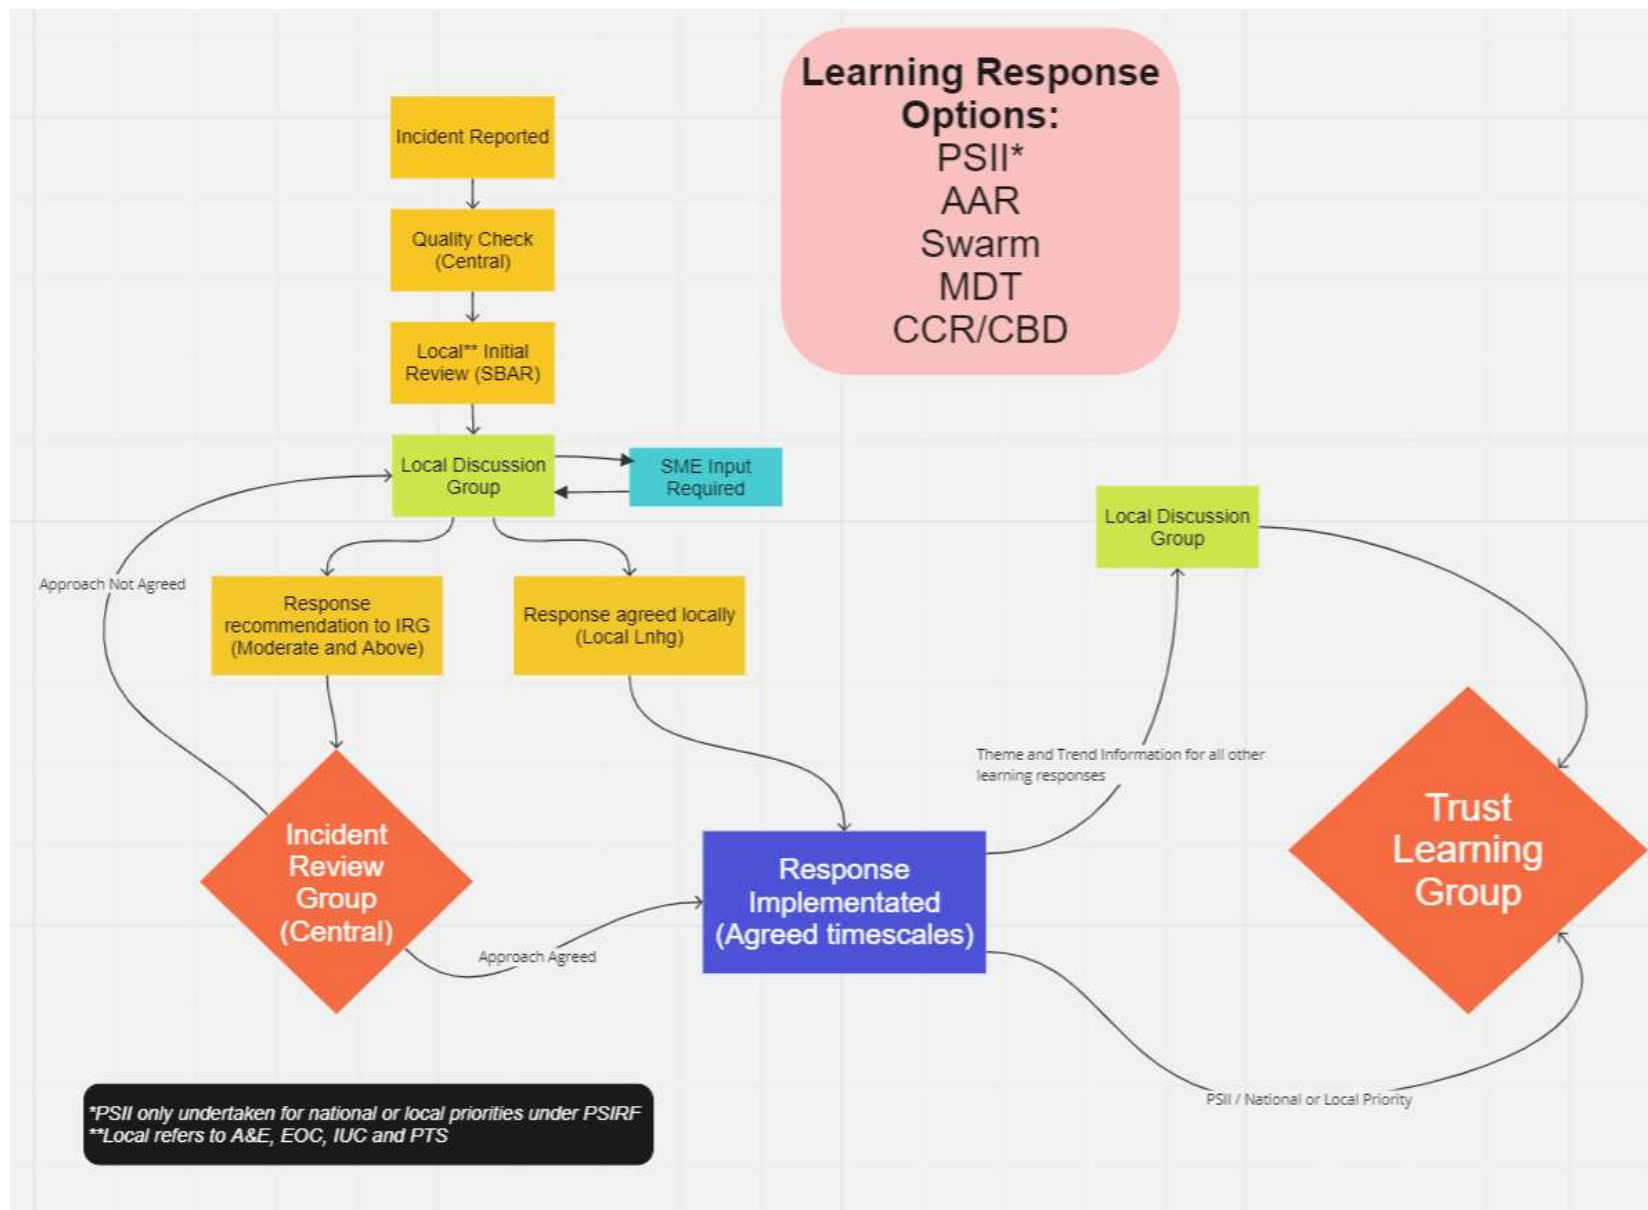 Learning Response
Options:
PSII*
AAR
Swarm
MDT
CCR/CBD
Incident Reported
Quality Check
(Central)
Local** Initial
Review (SBAR)
Local Discussion
Group
SME Input
Required
Approach Not Agreed
Response
recommendation to IRG
(Moderate and Above)
Response agreed locally
(Local Lnhg)
Incident
Review
Group
(Central)
Approach Agreed
Response
Implementated
(Agreed timescales)
Theme and Trend Information for all other
learning responses
Local Discussion
Group
Trust
Learning
Group
PSII / National or Local Priority
*PSII only undertaken for national or local priorities under PSIRF
**Local refers to A&E, EOC, IUC and PTS